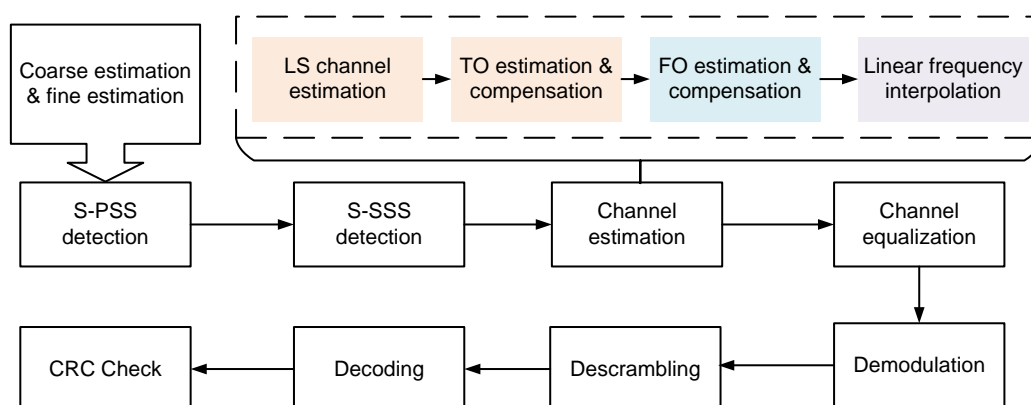 Coarse estimation
& fine estimation
LS channel
estimation
TO estimation &
compensation
FO estimation &
compensation
Linear frequency
interpolation
S-PSS
detection
S-SSS
detection
Channel
estimation
Channel
equalization
CRC Check
Decoding
Descrambling
Demodulation